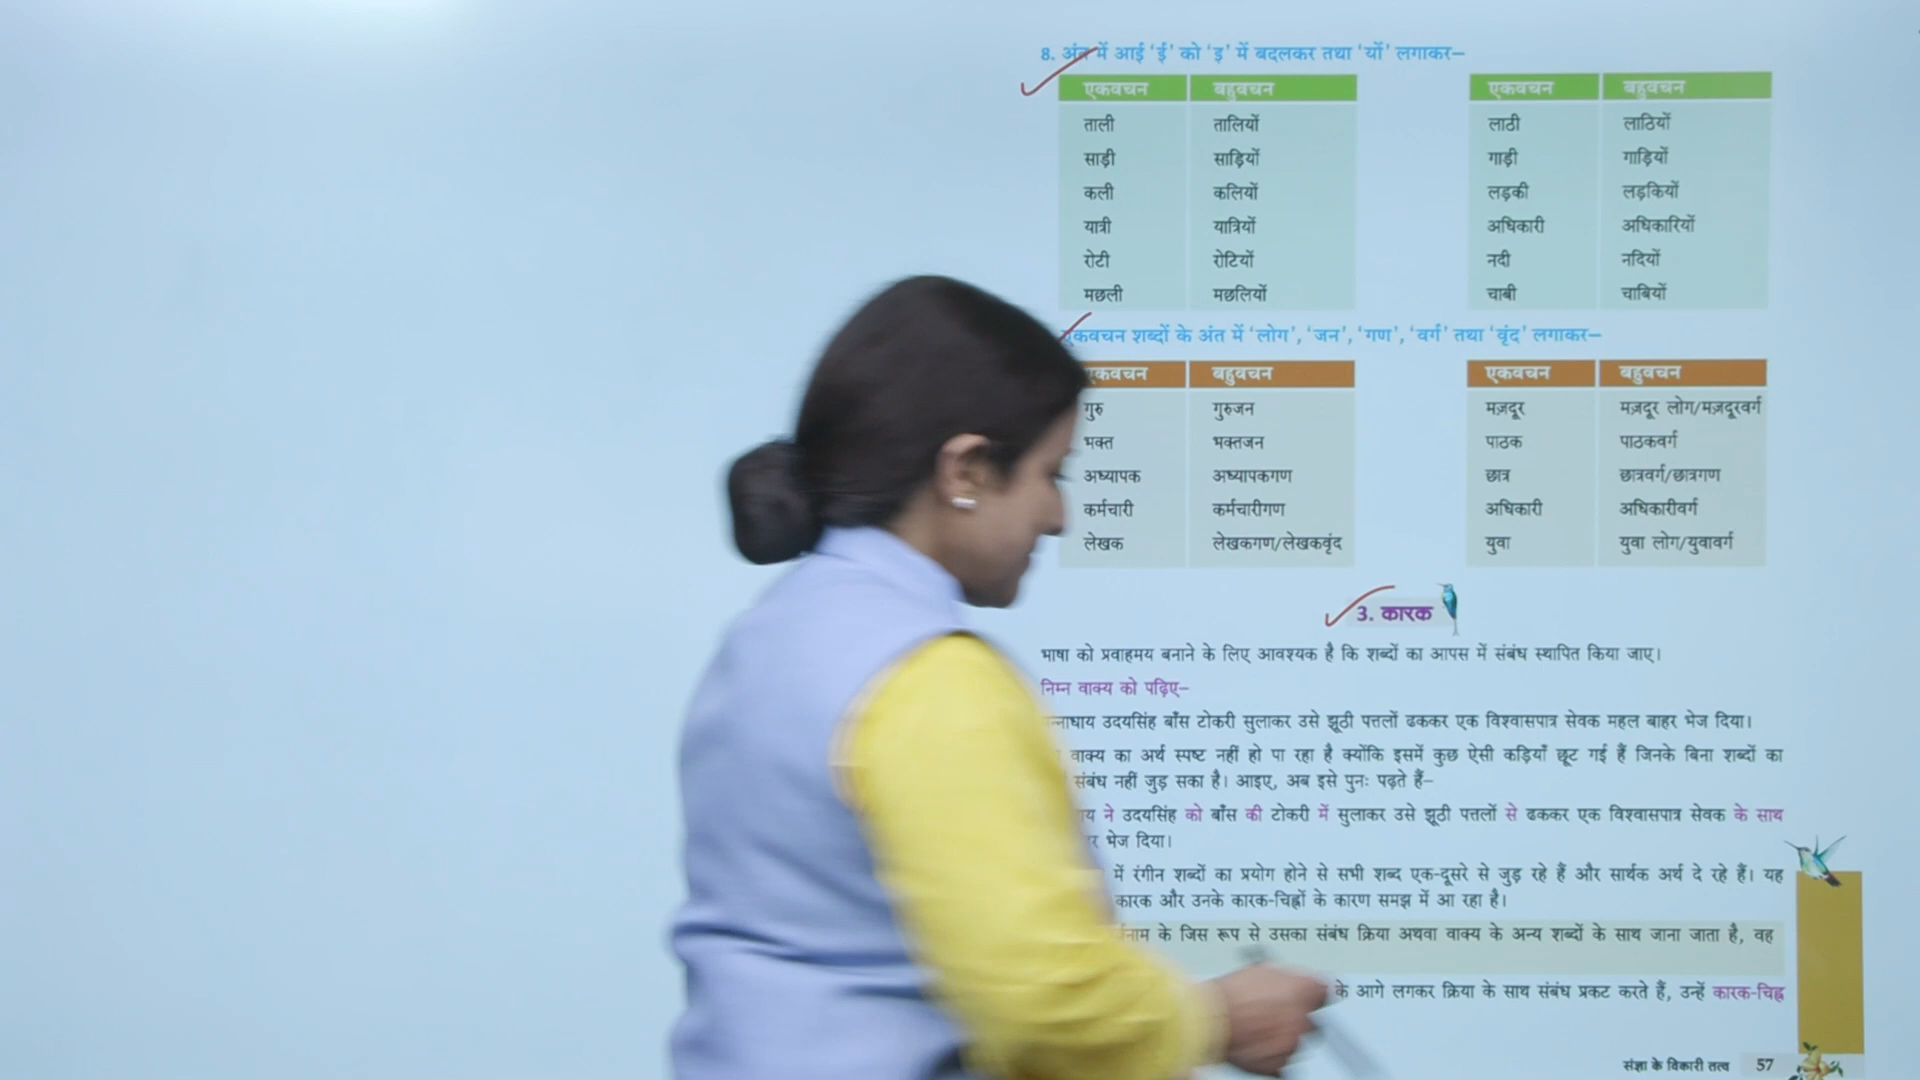 8. अंत में आई ‘ई’ को ‘इ’ में बदलकर तथा ‘यों’ लगाकर–
एकवचन बहुवचन एकवचन बहुवचन
ताली तालियों लाठी लाठियों
साड़ी साड़ियों गाड़ी गाड़ियों
कली कलियों लड़की लड़कियों
यात्री यात्रियों अधिकारी अधिकारियों
रोटी रोटियों नदी नदियों
मछली मछलियों चाबी चाबियों
एकवचन शब्दों के अंत में ‘लोग’, ‘जन’, ‘गण’, ‘वर्ग’ तथा ‘वृंद’ लगाकर–
एकवचन बहुवचन एकवचन बहुवचन
गुरु गुरुजन मज़दूर मज़दूर लोग/मज़दूरवर्ग
भक्त भक्तजन पाठक पाठकवर्ग
अध्यापक अध्यापकगण छात्र छात्रवर्ग/छात्रगण
कर्मचारी कर्मचारीगण अधिकारी अधिकारीवर्ग
लेखक लेखकगण/लेखकवृंद युवा युवा लोग/युवावर्ग
3. कारक
भाषा को प्रवाहमय बनाने के लिए आवश्यक है कि शब्दों का आपस में संबंध स्थापित किया जाए।
निम्न वाक्य को पढ़िए–
उदयसिंह बाँस टोकरी सुलाकर उसे झूठी पत्तलों ढककर एक विश्वासपात्र सेवक महल बाहर भेज दिया।
वाक्य का अर्थ स्पष्ट नहीं हो पा रहा है क्योंकि इसमें कुछ ऐसी कड़ियाँ छूट गई हैं जिनके बिना शब्दों का
संबंध नहीं जुड़ सका है। आइए, अब इसे पुनः पढ़ते हैं–
ने उदयसिंह को बाँस की टोकरी में सुलाकर उसे झूठी पत्तलों से ढककर एक विश्वासपात्र सेवक के साथ
भेज दिया।
में रंगीन शब्दों का प्रयोग होने से सभी शब्द एक-दूसरे से जुड़ रहे हैं और सार्थक अर्थ दे रहे हैं। यह
कारक और उनके कारक-चिह्नों के कारण समझ में आ रहा है।
के जिस रूप से उसका संबंध क्रिया अथवा वाक्य के अन्य शब्दों के साथ जाना जाता है, वह
के आगे लगकर क्रिया के साथ संबंध प्रकट करते हैं, उन्हें कारक-चिह्न
संज्ञा के विकारी तत्व 57